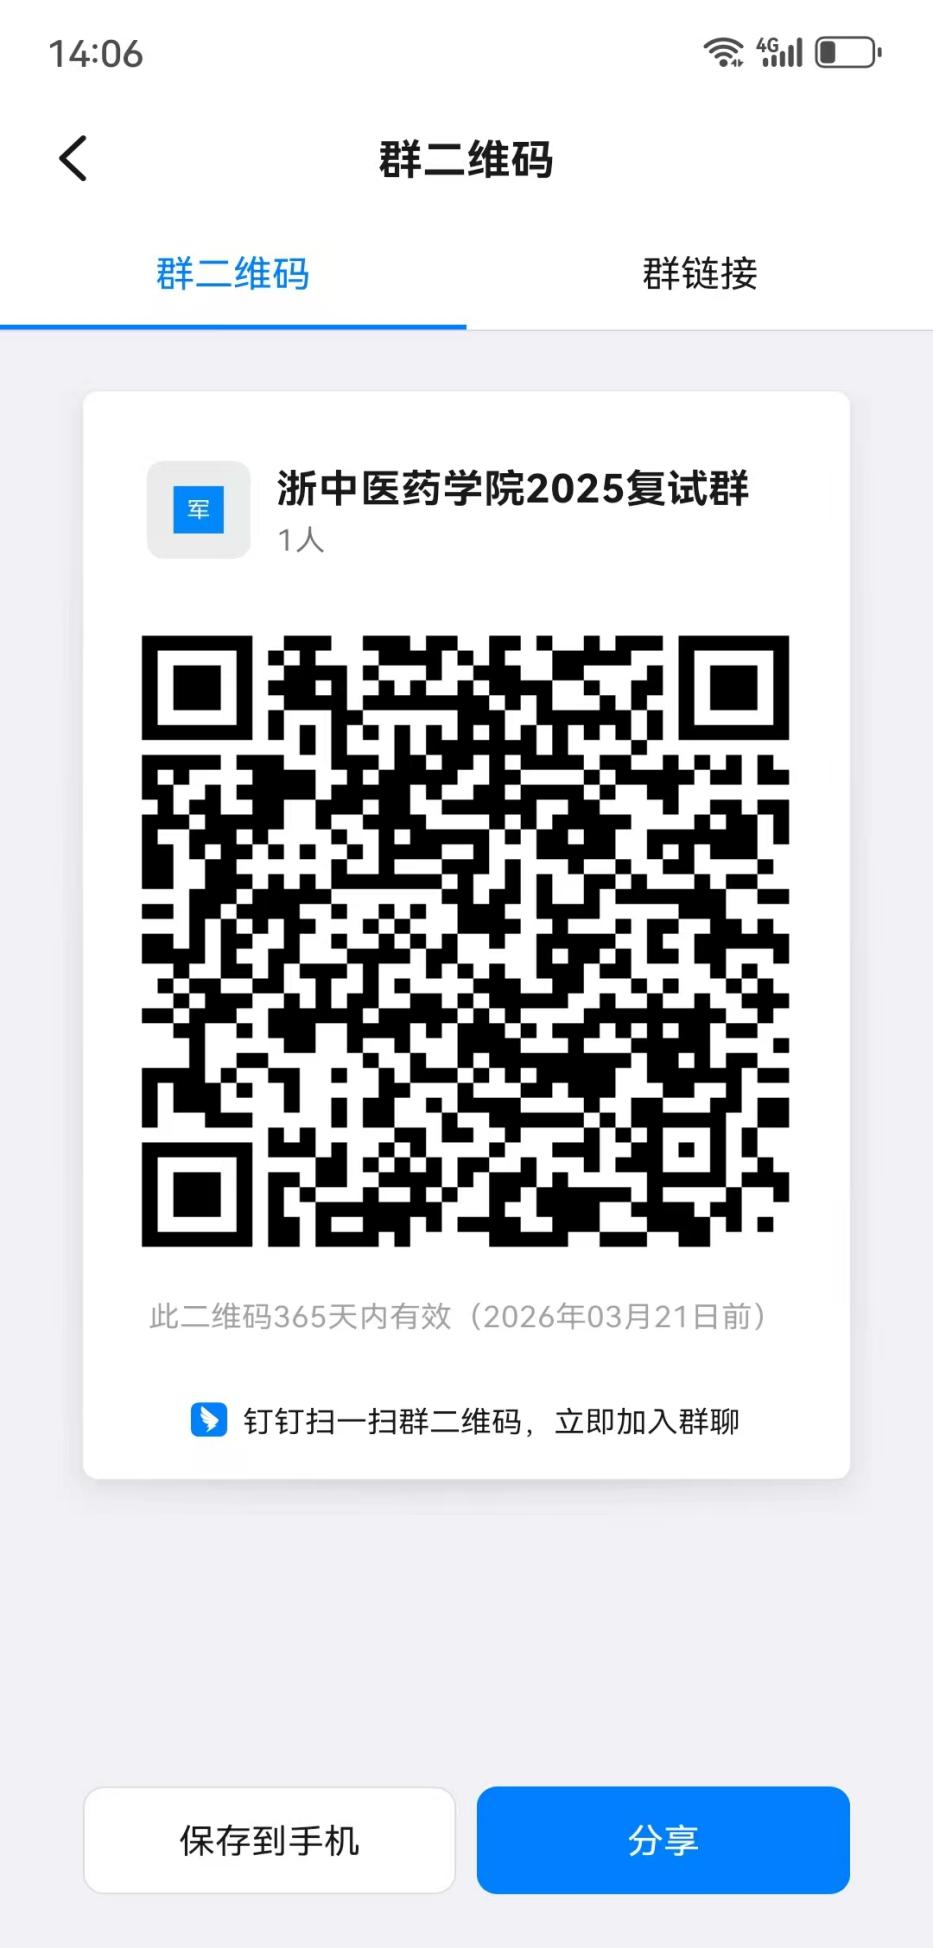 14:06
4G
群二维码
群二维码
群链接
军
浙中医药学院2025复试群
1人
此二维码365天内有效（2026年03月21日前）
钉钉扫一扫群二维码，立即加入群聊
保存到手机
分享